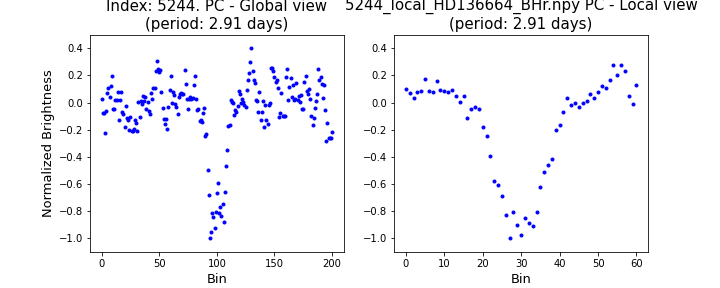 Index: 5244. PC - Global view
(period: 2.91 days)
5244_local_HD136664_BHr.npy PC - Local view
(period: 2.91 days)
Normalized Brightness
0.4
0.2
0.0
−0.2
−0.4
−0.6
−0.8
−1.0
0 50 100 150 200
Bin
0.4
0.2
0.0
−0.2
−0.4
−0.6
−0.8
−1.0
0 10 20 30 40 50 60
Bin